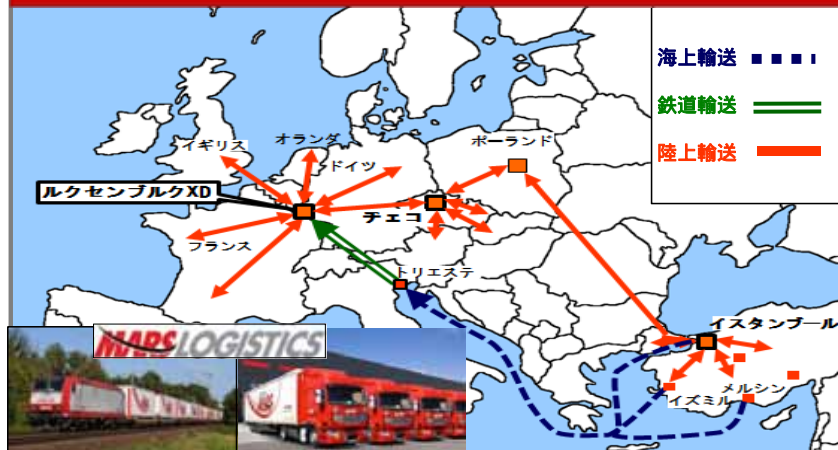 海上輸送
鉄道輸送
陸上輸送
イギリス
オランダ
ドイツ
ポーランド
ルクセンブルクXD
チェコ
フランス
トリエステ
イスタンブール
メルシン
イズミル
MARS LOGISTICS